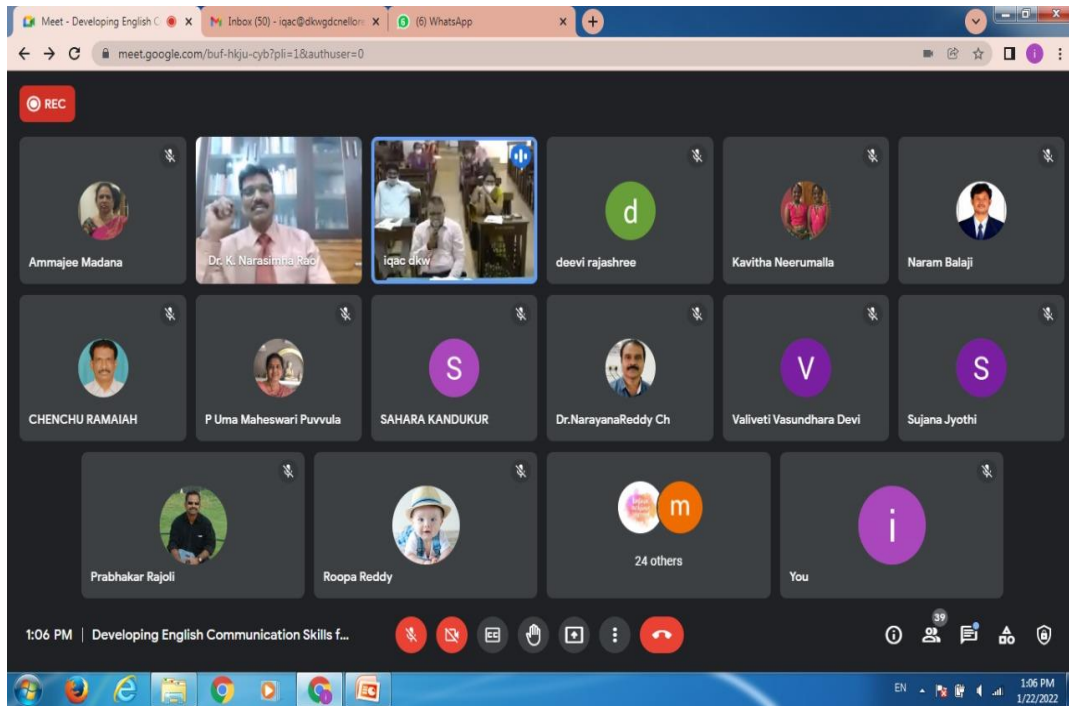 Meet - Developing English C
Inbox (50) - iqac@dkwgdcnellore
(6) WhatsApp
meet.google.com/buf-hkju-cyb?pli=1&authuser=0
REC
Ammajee Madana
Dr. K. Narasimha Rao
iqac dkw
d
deevi rajashree
Kavitha Neerumalla
Naram Balaji
CHENCHU RAMAIAH
P Uma Maheswari Puvvula
S
SAHARA KANDUKUR
Dr.NarayanaReddy Ch
V
Valiveti Vasundhara Devi
S
Sujana Jyothi
Prabhakar Rajoli
Roopa Reddy
m
24 others
i
You
1:06 PM | Developing English Communication Skills f...
CC
39
EN
1:06 PM
1/22/2022